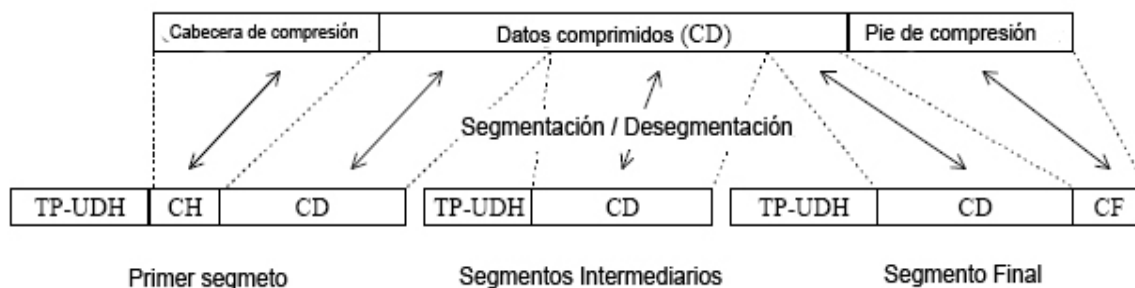 Cabecera de compresión Datos comprimidos (CD) Pie de compresión
Segmentación / Desegmentación
TP-UDH CH CD TP-UDH CD TP-UDH CD CF
Primer segmeto Segmentos Intermediarios Segmento Final